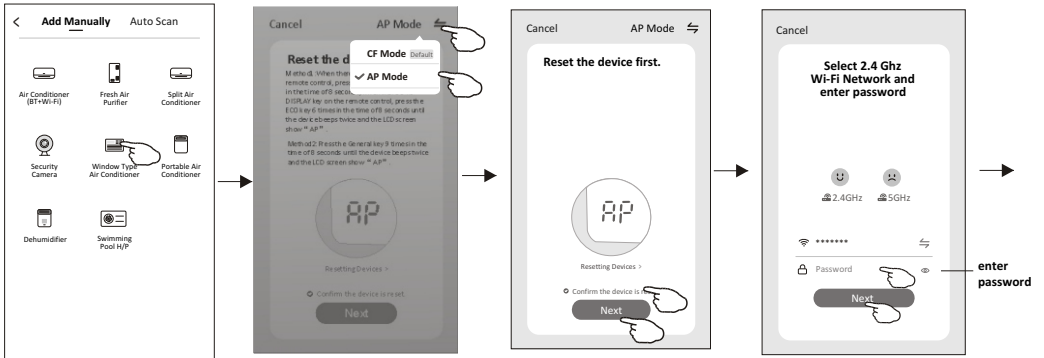 < Add Manually Auto Scan
Air Conditioner
(BT+Wi-Fi)
Fresh Air
Purifier
Split Air
Conditioner
Security
Camera
Window Type
Air Conditioner
Portable Air
Conditioner
Dehumidifier
Swimming
Pool H/P
Cancel AP Mode
CF Mode Default
AP Mode
Reset the d
Method1: When ther
remote control, press
in the time of 8 secon
DISPLAY key on the remote control, press the
ECO key 6 times in the time of 8 seconds until
the device beeps twice and the LCD screen
show "AP"
Method2: Press the General key 9 times in the
time of 8 seconds until the device beeps twice
and the LCD screen show "AP"
AP
Resetting Devices >
Confirm the device is reset
Next
Cancel AP Mode
Reset the device first.
AP
Resetting Devices >
Confirm the device is re
Next
Cancel
Select 2.4 Ghz
Wi-Fi Network and
enter password
2.4GHz 5GHz
*******
Password
Next
enter
password